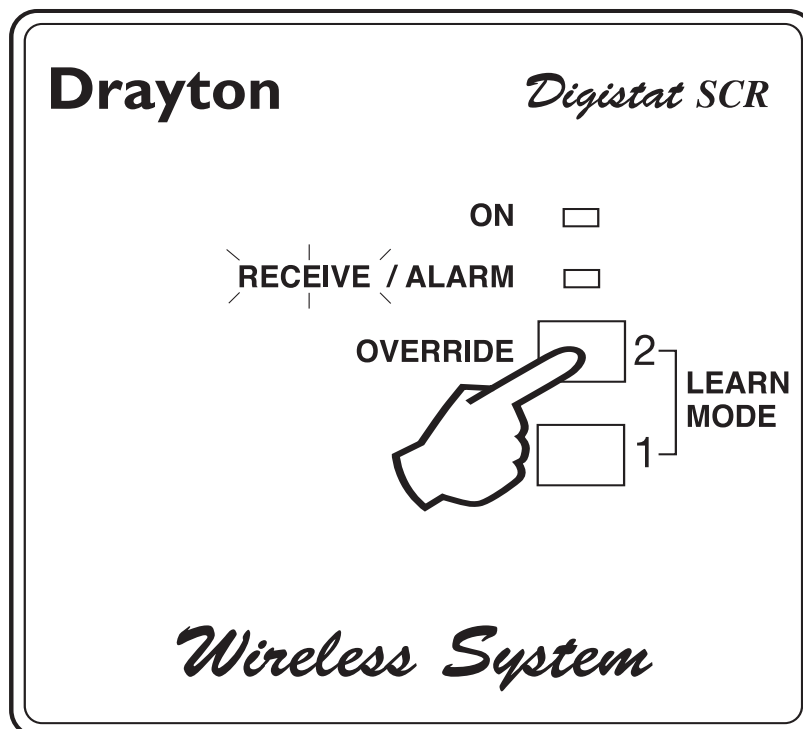 Drayton Digistat SCR
ON
RECEIVE / ALARM
OVERRIDE 2
LEARN
MODE
1
Wireless System